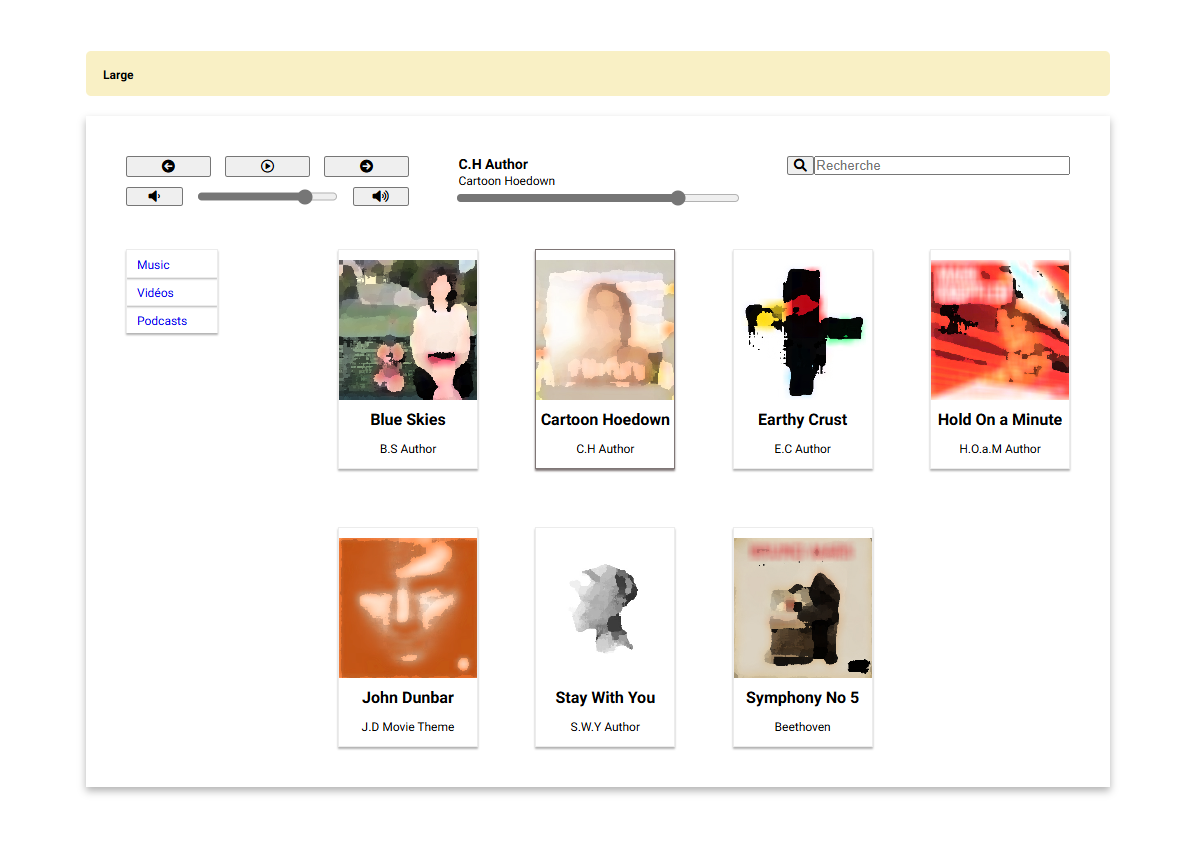 Large
C.H Author
Cartoon Hoedown
Recherche
Music
Vidéos
Podcasts
Blue Skies
B.S Author
Cartoon Hoedown
C.H Author
Earthy Crust
E.C Author
Hold On a Minute
H.O.a.M Author
John Dunbar
J.D Movie Theme
Stay With You
S.W.Y Author
Symphony No 5
Beethoven